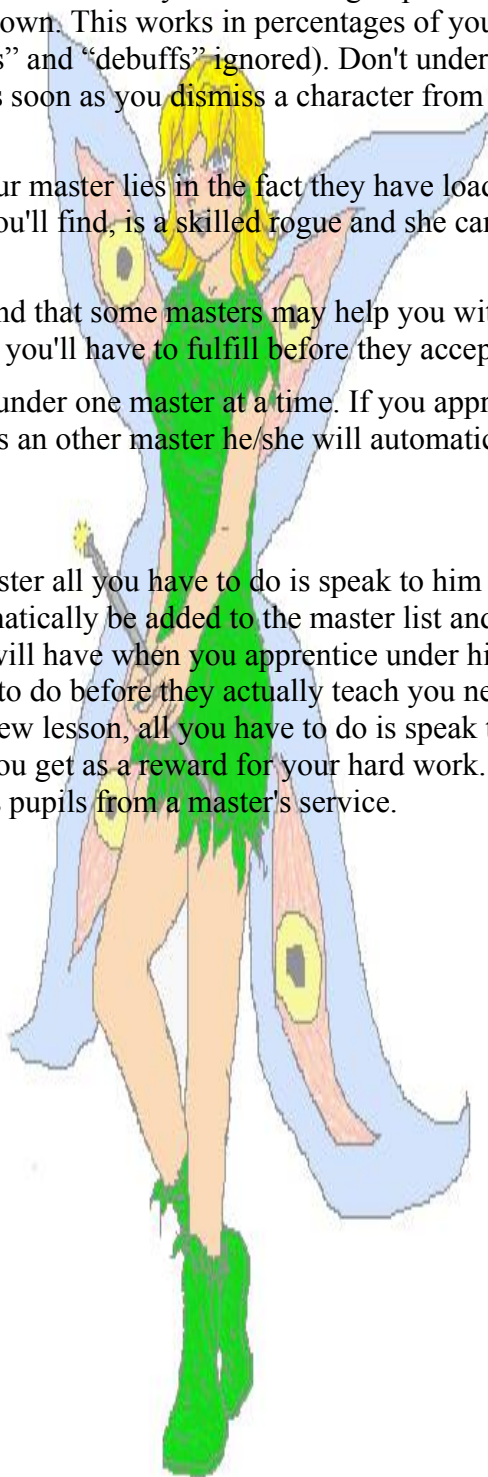 own. This works in percentages of you
s” and “debuffs” ignored). Don't under
s soon as you dismiss a character from
ur master lies in the fact they have load
ou'll find, is a skilled rogue and she can
nd that some masters may help you wit
you'll have to fulfill before they accep
under one master at a time. If you appr
s an other master he/she will automatic
ster all you have to do is speak to him
matically be added to the master list and
will have when you apprentice under hi
to do before they actually teach you ne
ew lesson, all you have to do is speak t
ou get as a reward for your hard work.
s pupils from a master's service.